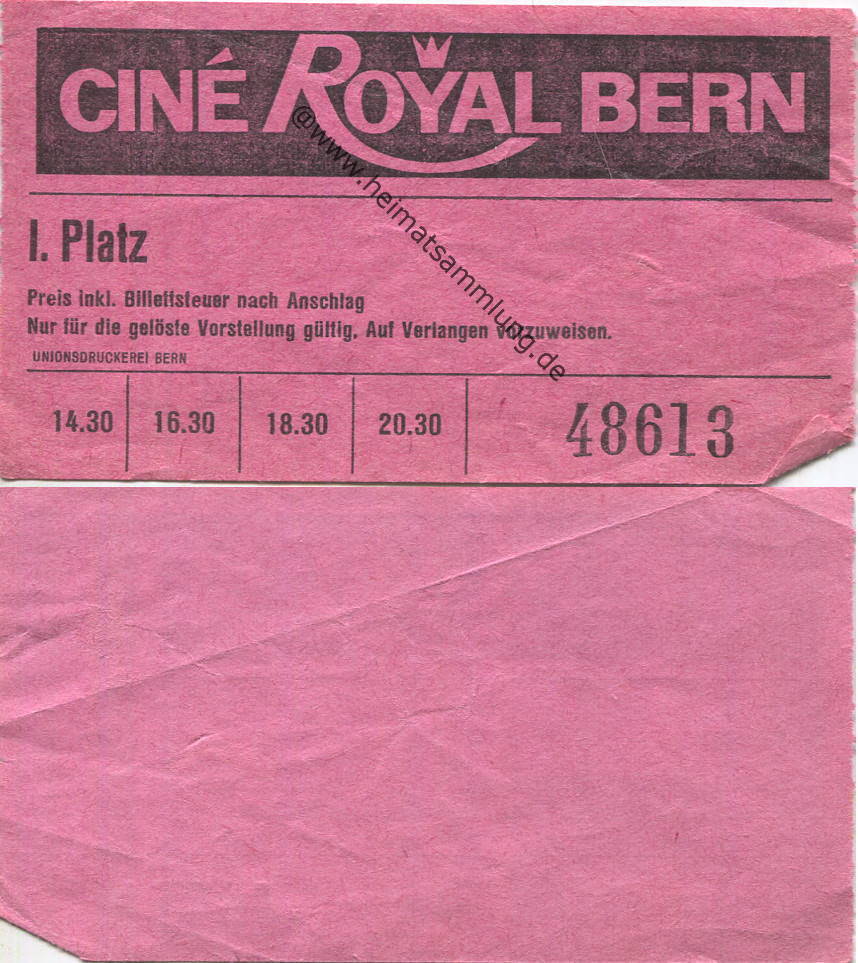 CINÉ ROYAL BERN
I. Platz
Preis inkl. Billettsteuer nach Anschlag
Nur für die gelöste Vorstellung gültig. Auf Verlangen vorzuweisen.
UNIONSDRUCKEREI BERN
14.30 16.30 18.30 20.30 48613
@www.heimatsammlung.de